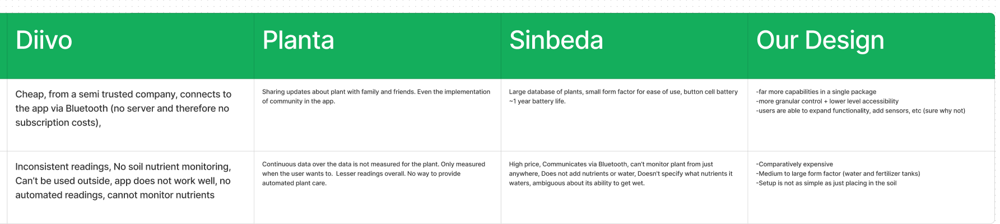 Diivo
Planta
Sinbeda
Our Design
Cheap, from a semi trusted company, connects to
the app via Bluetooth (no server and therefore no
subscription costs),
Sharing updates about plant with family and friends. Even the implementation
of community in the app.
Large database of plants, small form factor for ease of use, button cell battery
~1 year battery life.
-far more capabilities in a single package
-more granular control + lower level accessibility
-users are able to expand functionality, add sensors, etc (sure why not)
Inconsistent readings, No soil nutrient monitoring,
Can't be used outside, app does not work well, no
automated readings, cannot monitor nutrients
Continuous data over the data is not measured for the plant. Only measured
when the user wants to.  Lesser readings overall. No way to provide
automated plant care.
High price, Communicates via Bluetooth, can't monitor plant from just
anywhere, Does not add nutrients or water, Doesn't specify what nutrients it
waters, ambiguous about its ability to get wet.
-Comparatively expensive
-Medium to large form factor (water and fertilizer tanks)
-Setup is not as simple as just placing in the soil